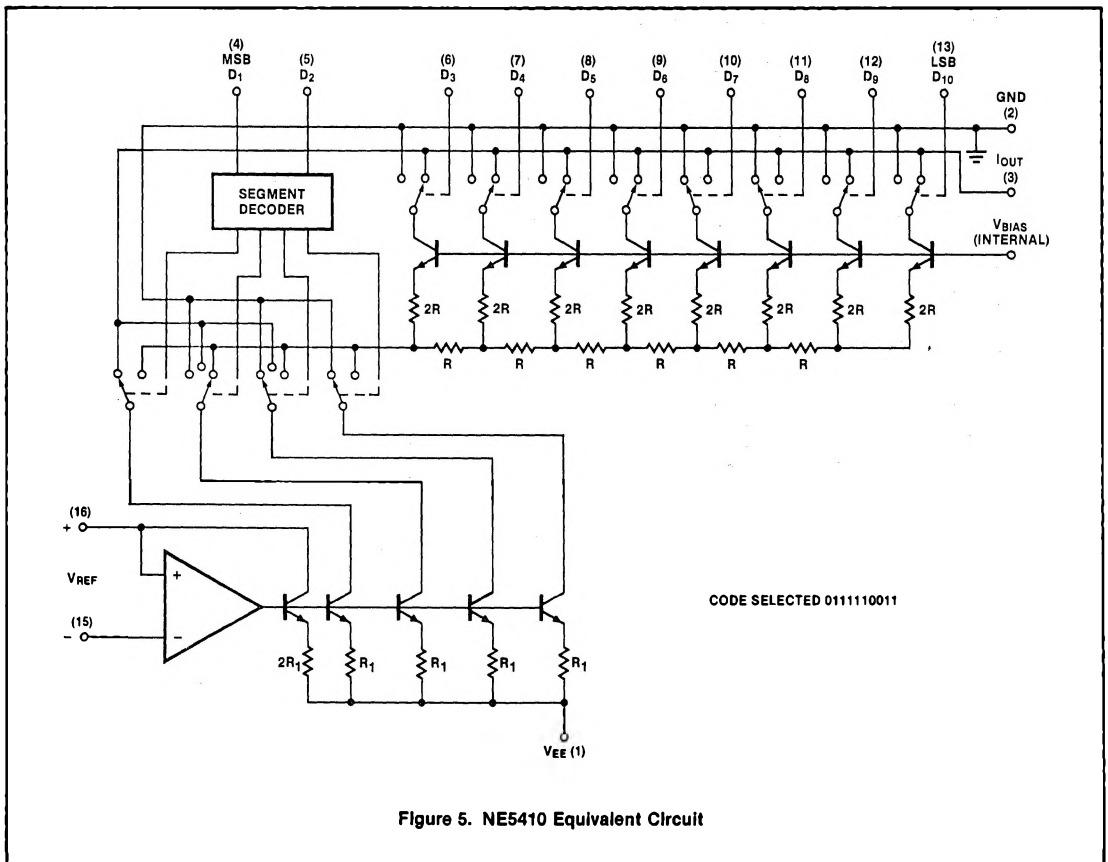 (4)
MSB
D1
(5)
D2
(6)
D3
(7)
D4
(8)
D5
(9)
D6
(10)
D7
(11)
D8
(12)
D9
(13)
LSB
D10
GND
(2)
IOUT
(3)
VBIAS
(INTERNAL)
SEGMENT
DECODER
2R
2R
2R
2R
2R
2R
2R
2R
R
R
R
R
R
R
+
(16)
VREF
-
(15)
+
-
2R1
R1
R1
R1
R1
VEE (1)
CODE SELECTED 0111110011
Figure 5. NE5410 Equivalent Circuit